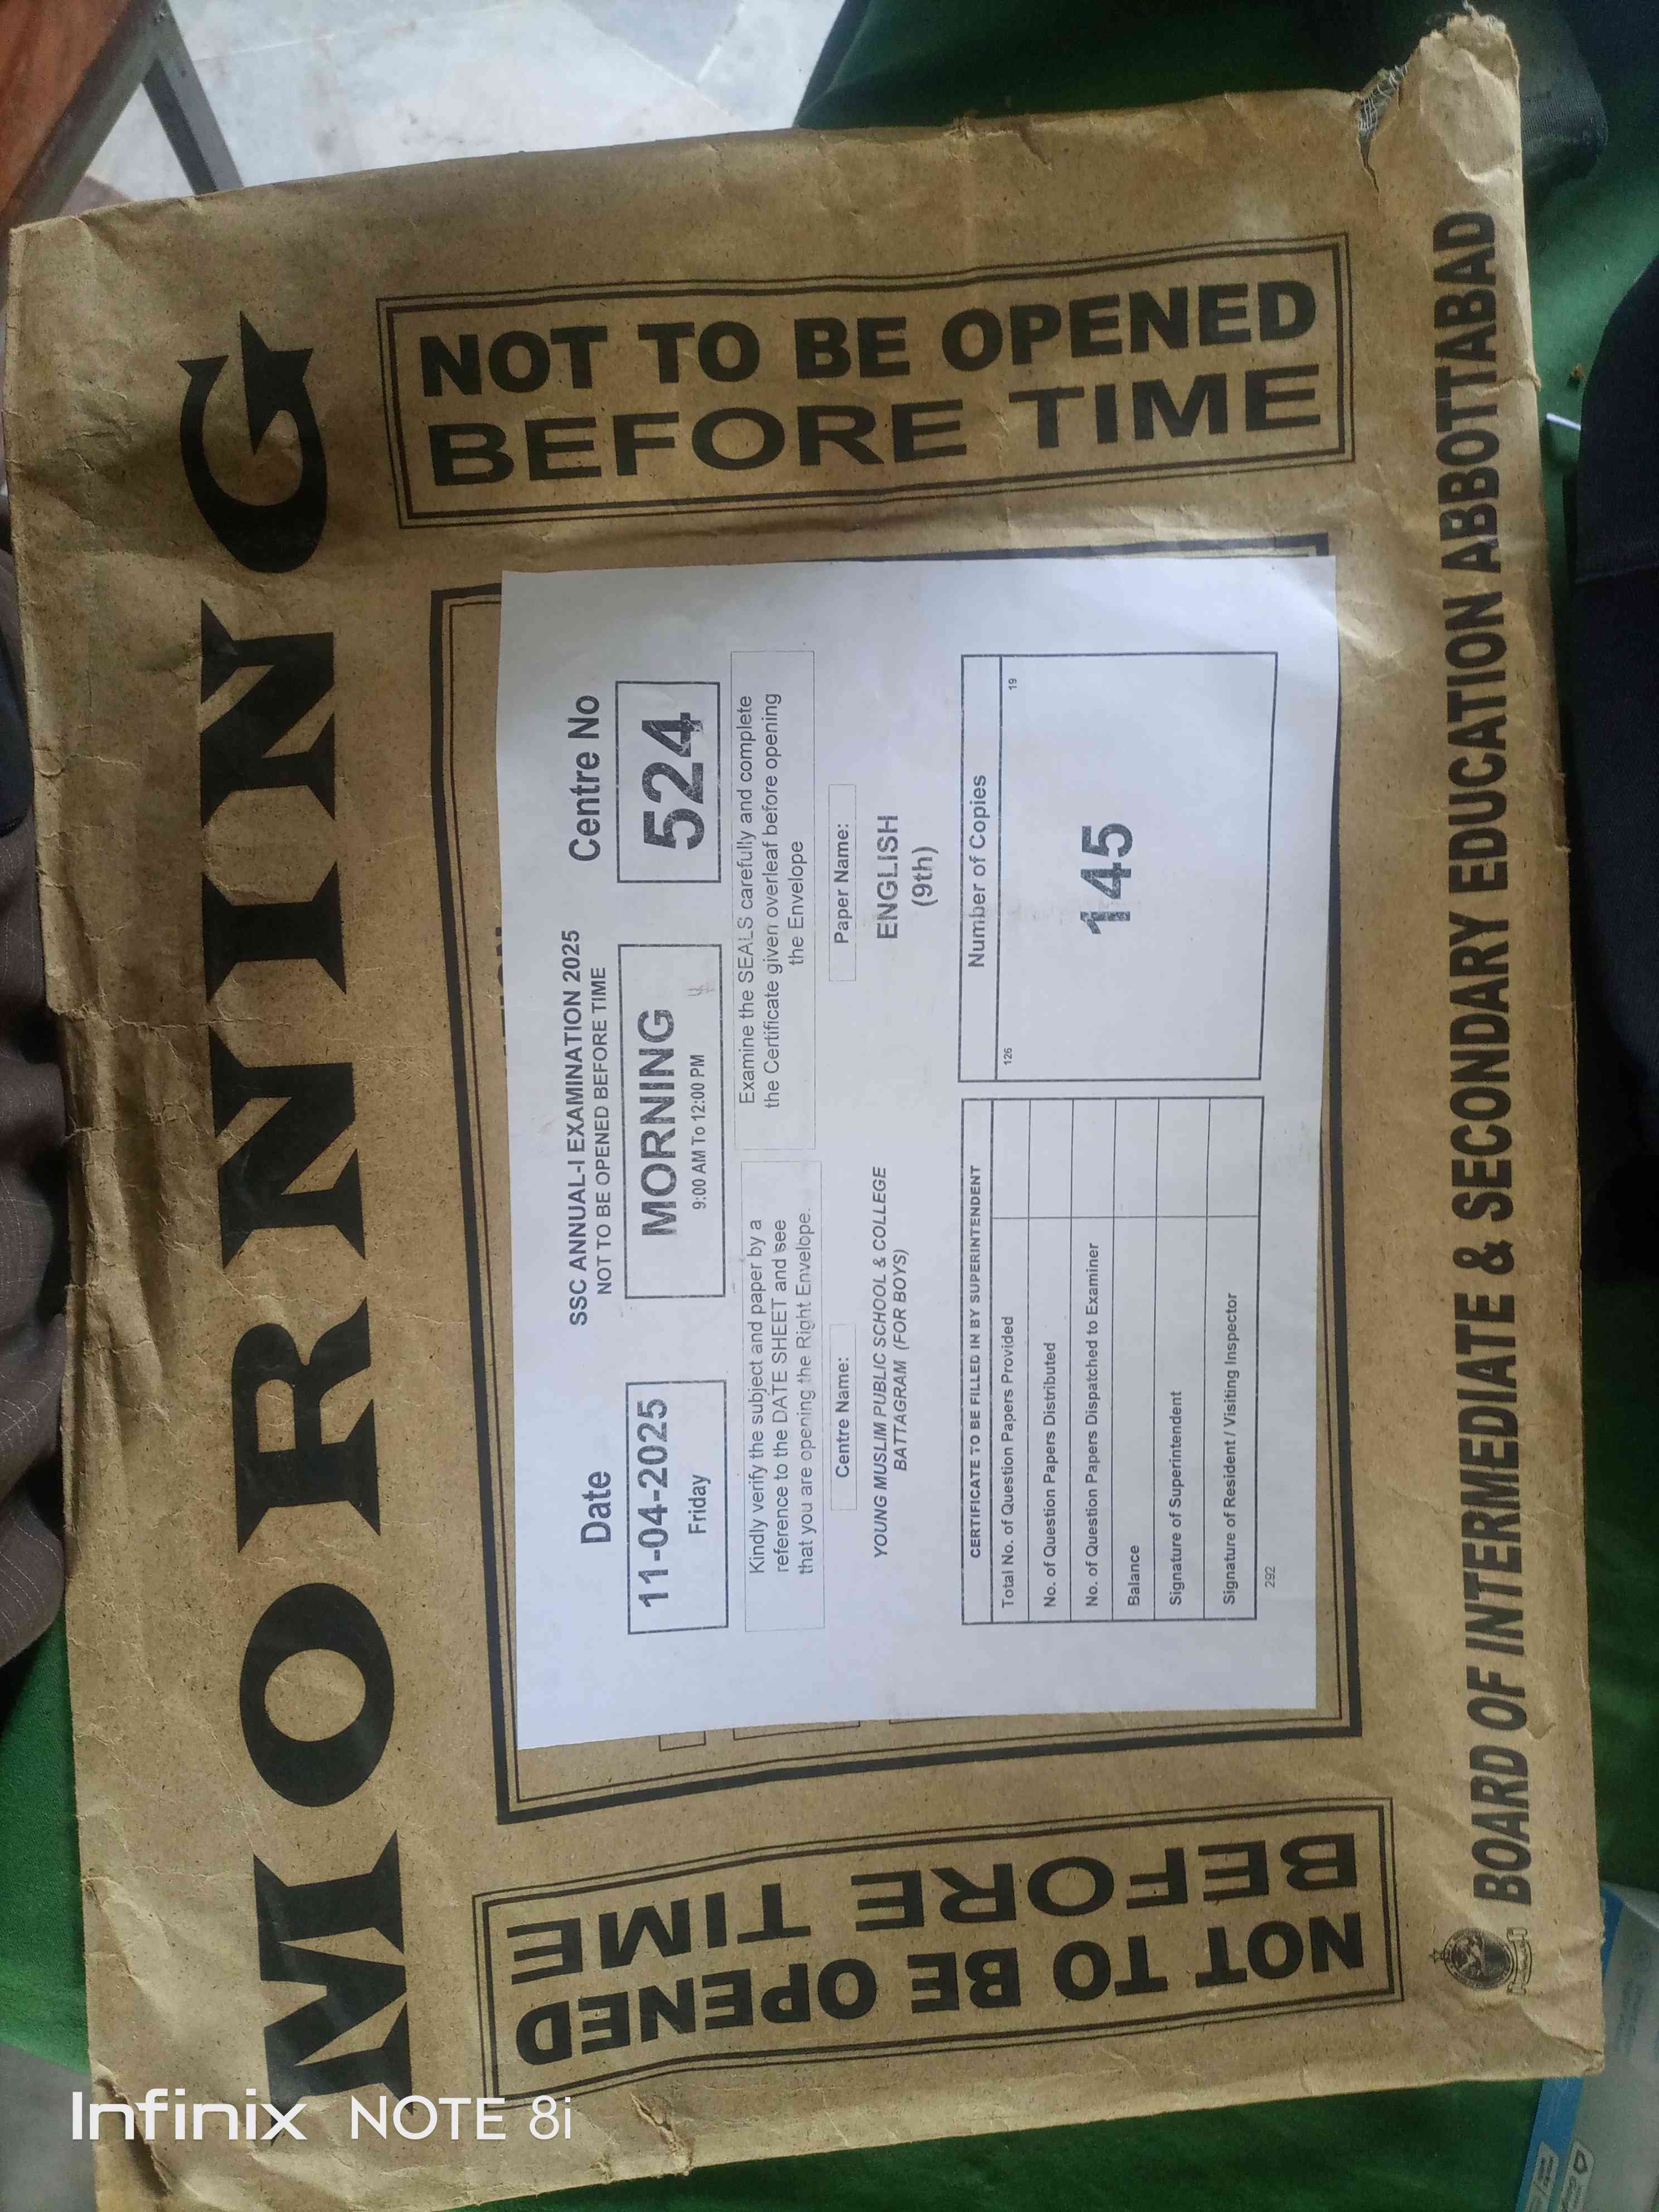 MORNING
NOT TO BE OPENED
BEFORE TIME
NOT TO BE OPENED
BEFORE TIME
Date
SSC ANNUAL-I EXAMINATION 2025
NOT TO BE OPENED BEFORE TIME
Centre No
11-04-2025
Friday
MORNING
9:00 AM To 12:00 PM
524
Kindly verify the subject and paper by a
reference to the DATE SHEET and see
that you are opening the Right Envelope.
Examine the SEALS carefully and complete
the Certificate given overleaf before opening
the Envelope
Centre Name:
Paper Name:
YOUNG MUSLIM PUBLIC SCHOOL & COLLEGE
BATTAGRAM (FOR BOYS)
ENGLISH
(9th)
CERTIFICATE TO BE FILLED IN BY SUPERINTENDENT
Total No. of Question Papers Provided
No. of Question Papers Distributed
No. of Question Papers Dispatched to Examiner
Balance
Signature of Superintendent
Signature of Resident / Visiting Inspector
292
Number of Copies
126 19
145
BOARD OF INTERMEDIATE & SECONDARY EDUCATION ABBOTTABAD
Infinix NOTE 8i